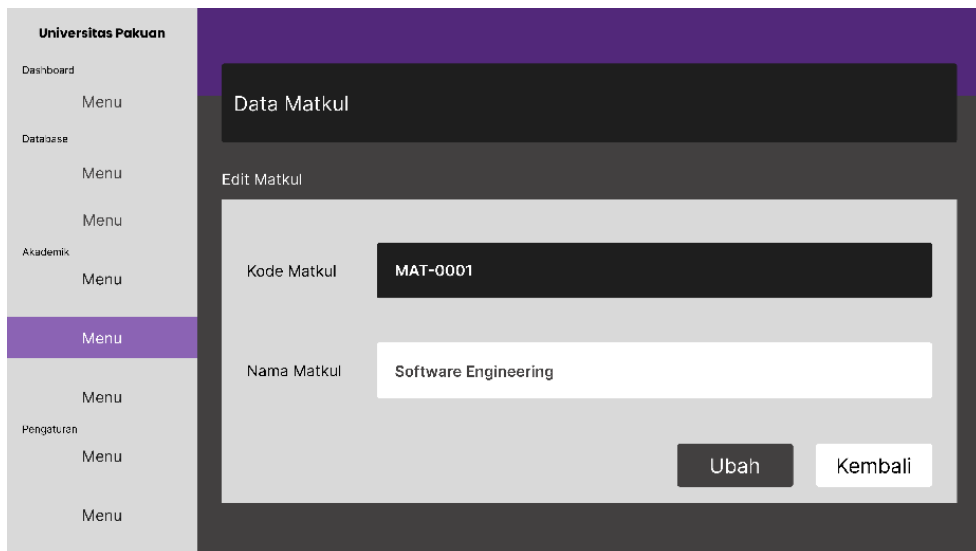 Universitas Pakuan
Dashboard
Menu
Database
Menu
Menu
Akademik
Menu
Menu
Menu
Pengaturan
Menu
Menu
Data Matkul
Edit Matkul
Kode Matkul
MAT-0001
Nama Matkul
Software Engineering
Ubah
Kembali